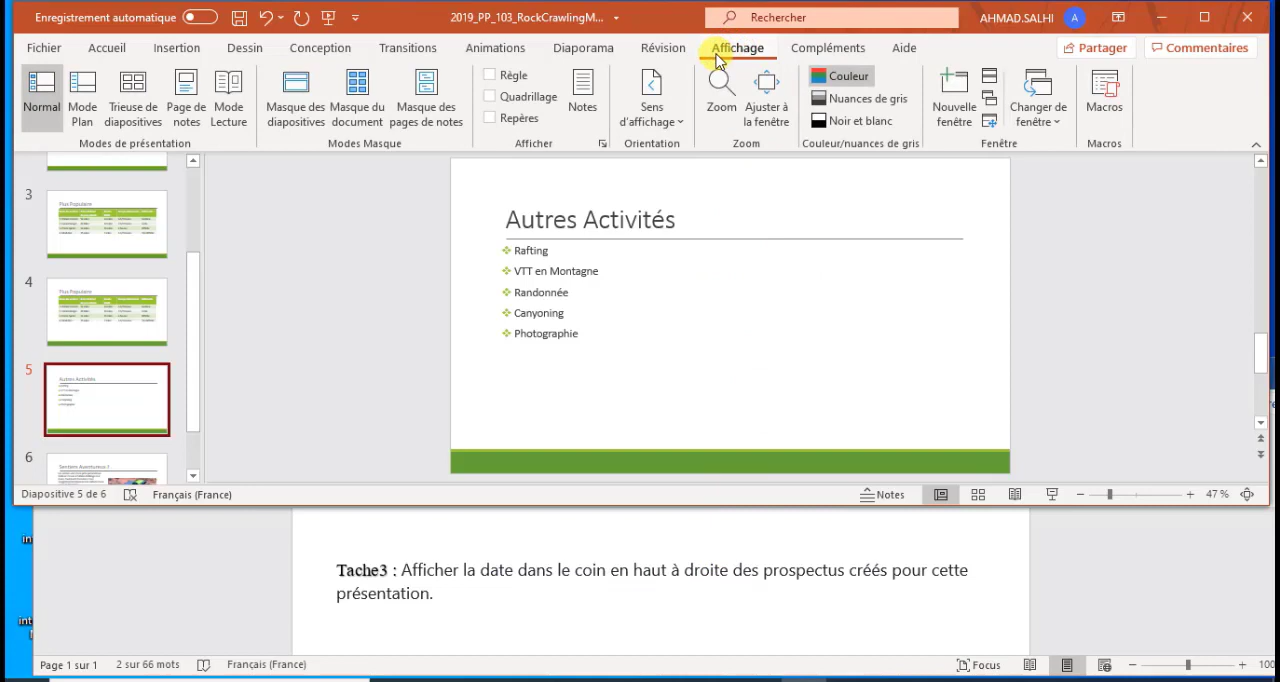 Enregistrement automatique
2019_PP_103_RockCrawlingM...
Rechercher
AHMAD.SALHI
A
Fichier
Accueil
Insertion
Dessin
Conception
Transitions
Animations
Diaporama
Révision
Affichage
Compléments
Aide
Partager
Commentaires
Normal
Mode Plan
Trieuse de diapositives
Page de notes
Mode Lecture
Modes de présentation
Masque des diapositives
Masque du document
Masque des pages de notes
Modes Masque
Règle
Quadrillage
Repères
Afficher
Notes
Sens d'affichage
Orientation
Zoom
Ajuster à la fenêtre
Zoom
Couleur
Nuances de gris
Noir et blanc
Couleur/nuances de gris
Nouvelle fenêtre
Changer de fenêtre
Fenêtre
Macros
Macros
3
Plus Populaire
4
Plus Populaire
5
Autres Activités
6
Sentiers Aventureux 1
Autres Activités
Rafting
VTT en Montagne
Randonnée
Canyoning
Photographie
Diapositive 5 de 6
Français (France)
Notes
47 %
int
int
Tache3 : Afficher la date dans le coin en haut à droite des prospectus créés pour cette
présentation.
Page 1 sur 1
2 sur 66 mots
Français (France)
Focus
100